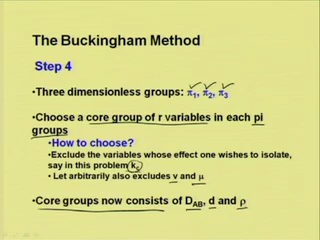 The Buckingham Method
Step 4
•Three dimensionless groups: π₁, π₂, π₃
•Choose a core group of r variables in each pi
groups
•How to choose?
•Exclude the variables whose effect one wishes to isolate,
say in this problem kₓ
• Let arbitrarily also excludes v and μ
•Core groups now consists of D_AB, d and ρ